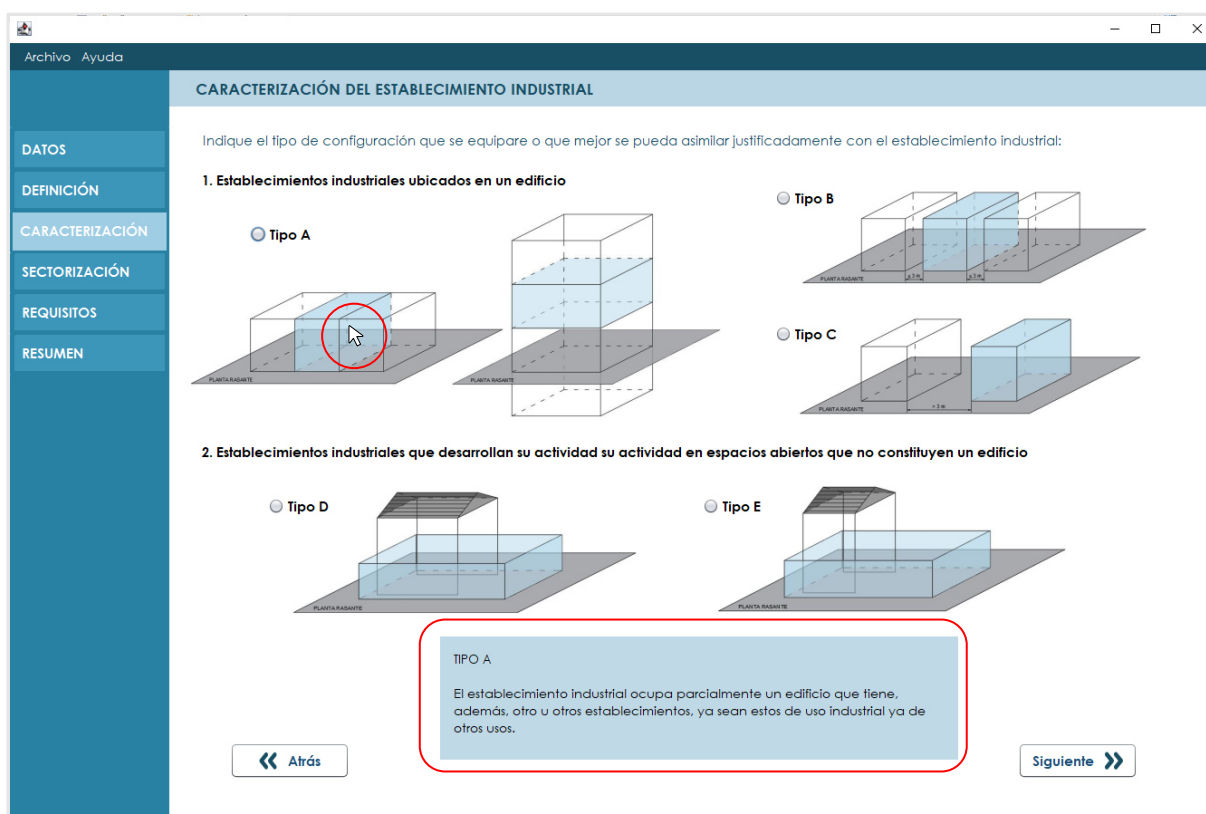 Archivo Ayuda
CARACTERIZACIÓN DEL ESTABLECIMIENTO INDUSTRIAL
DATOS
DEFINICIÓN
CARACTERIZACIÓN
SECTORIZACIÓN
REQUISITOS
RESUMEN
Indique el tipo de configuración que se equipare o que mejor se pueda asimilar justificadamente con el establecimiento industrial:
1. Establecimientos industriales ubicados en un edificio
Tipo A
PLANTA RASANTE
PLANTA RASANTE
Tipo B
PLANTA RASANTE
≤ 3 m
≤ 3 m
Tipo C
PLANTA RASANTE
> 3 m
2. Establecimientos industriales que desarrollan su actividad su actividad en espacios abiertos que no constituyen un edificio
Tipo D
PLANTA RASANTE
Tipo E
PLANTA RASANTE
TIPO A
El establecimiento industrial ocupa parcialmente un edificio que tiene,
además, otro u otros establecimientos, ya sean estos de uso industrial ya de
otros usos.
Atrás
Siguiente